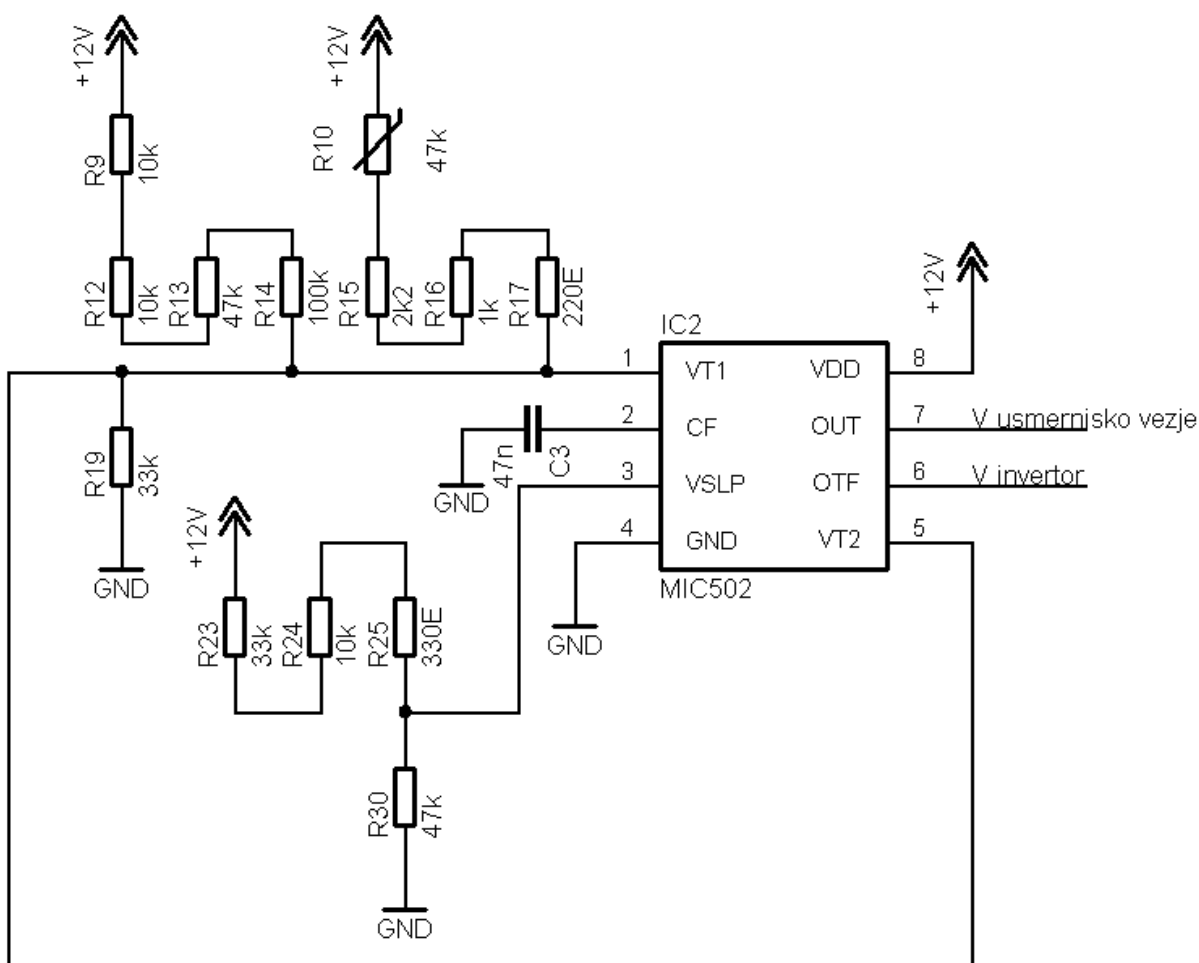 +12V
+12V
R9
10k
R10
47k
R12
10k
R13
47k
R14
100k
R15
2k2
R16
1k
R17
220E
+12V
IC2
1
VT1
VDD
8
2
CF
OUT
7
V usmernisko vezje
3
VSLP
OTF
6
V invertor
4
GND
VT2
5
MIC502
47n
C3
GND
R19
33k
GND
+12V
R23
33k
R24
10k
R25
330E
GND
R30
47k
GND